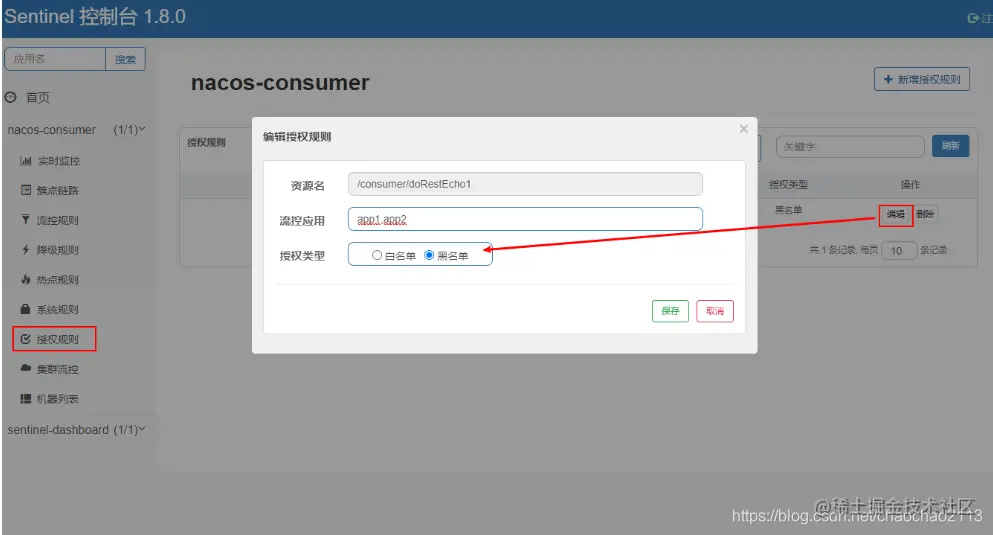 Sentinel 控制台 1.8.0
注
应用名 搜索
nacos-consumer
新增授权规则
首页
nacos-consumer (1/1)
实时监控
簇点链路
流控规则
降级规则
热点规则
系统规则
授权规则
集群流控
机器列表
sentinel-dashboard (1/1)
授权规则
关键字 刷新
授权类型 操作
黑名单 编辑 删除
共 1 条记录, 每页 10 条记录
编辑授权规则 ×
资源名 /consumer/doRestEcho1
流控应用 app1,app2
授权类型 白名单 黑名单
保存 取消
@稀土掘金技术社区
https://blog.csdn.net/chaochao2113